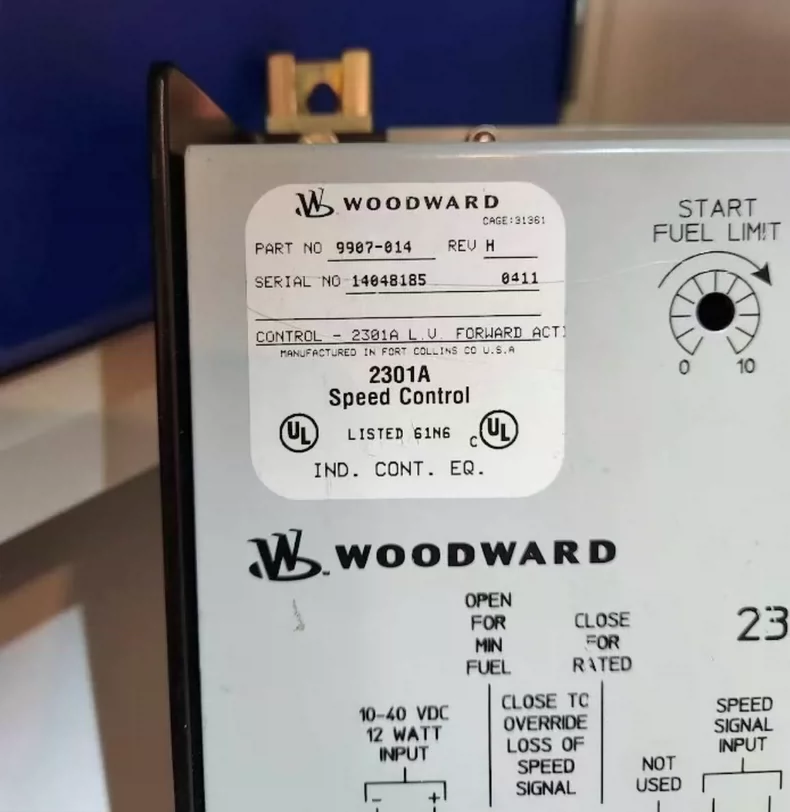 WOODWARD
CAGE:31361
PART NO 9907-014 REV H
SERIAL NO 14048185 0411
CONTROL - 2301A L.V. FORWARD ACTI
MANUFACTURED IN FORT COLLINS CO U.S.A
2301A
Speed Control
UL LISTED 61N6 C UL
IND. CONT. EQ.
START
FUEL LIMIT
0 10
WOODWARD
23
OPEN
FOR
MIN
FUEL
CLOSE
FOR
RATED
10-40 VDC
12 WATT
INPUT
- +
CLOSE TO
OVERRIDE
LOSS OF
SPEED
SIGNAL
NOT
USED
SPEED
SIGNAL
INPUT